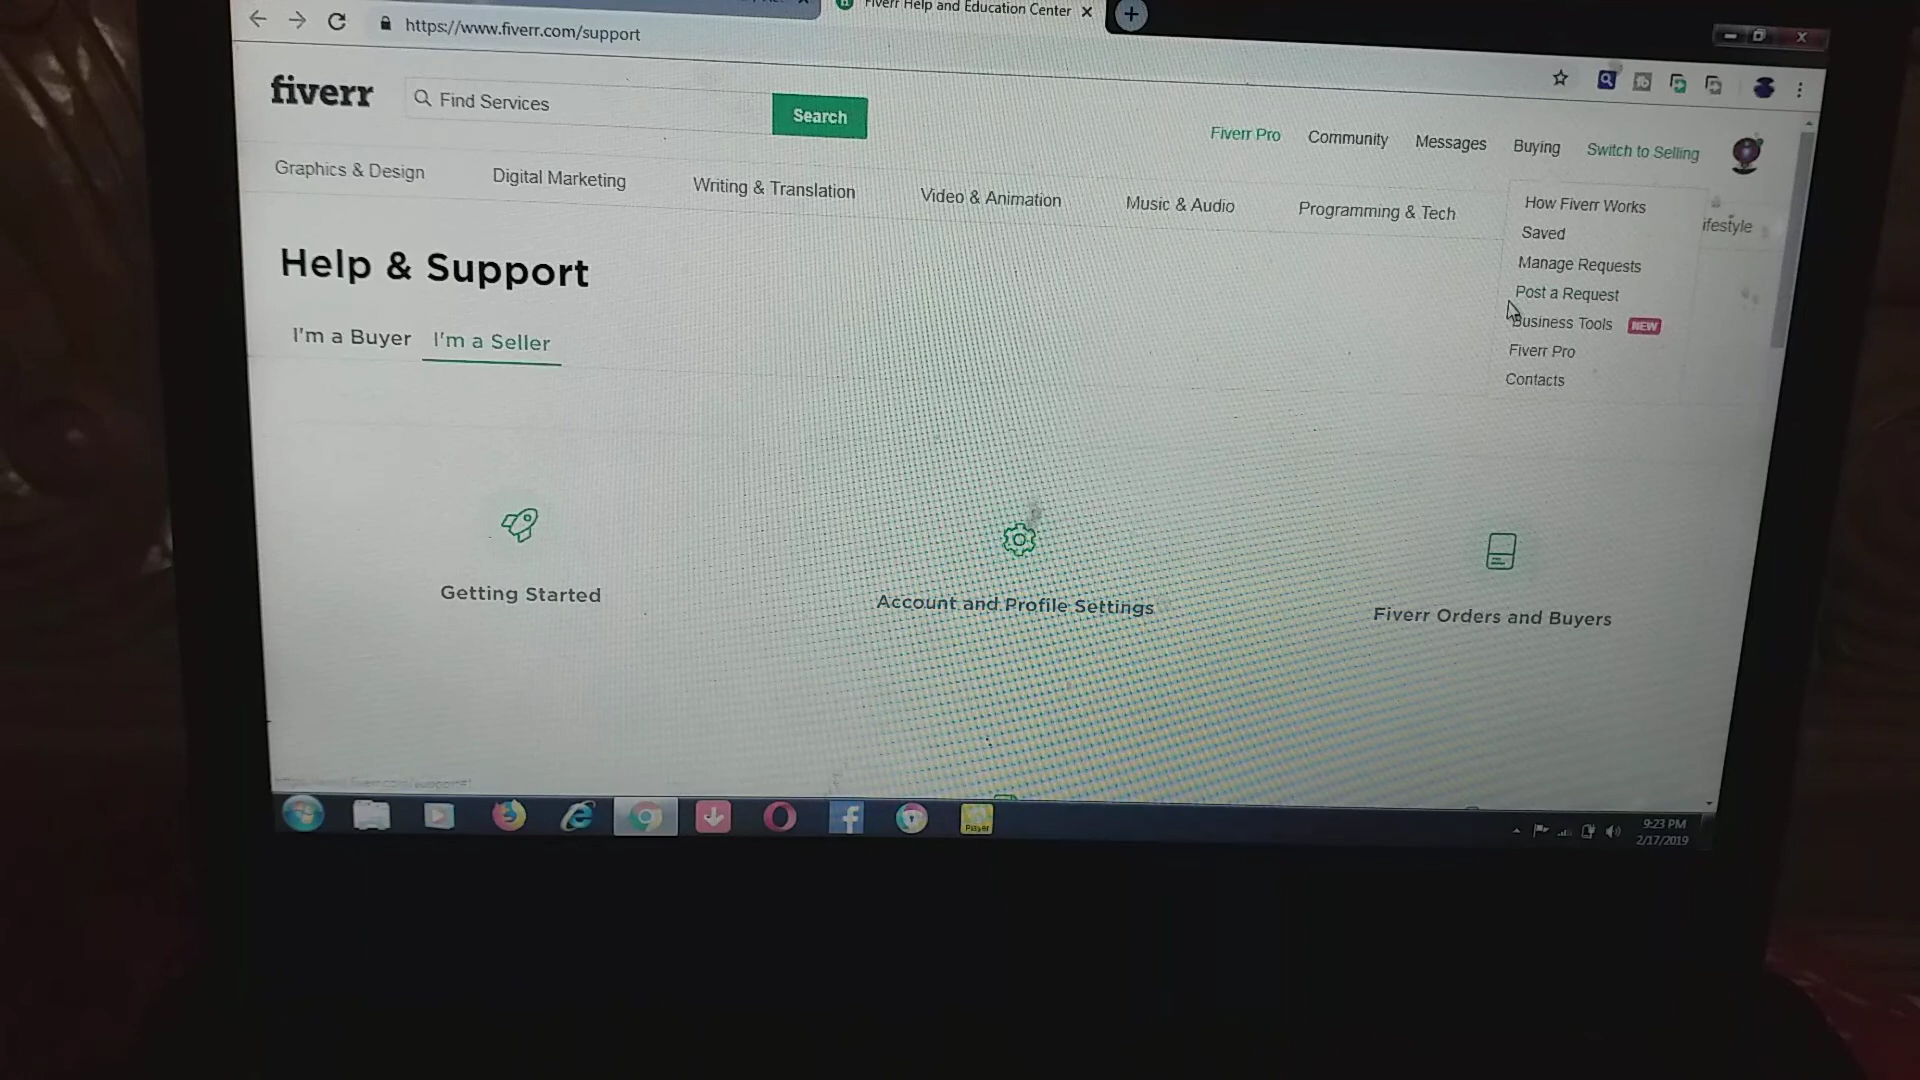 Fiverr Help and Education Center
https://www.fiverr.com/support
fiverr
Find Services
Search
Fiverr Pro
Community
Messages
Buying
Switch to Selling
Graphics & Design
Digital Marketing
Writing & Translation
Video & Animation
Music & Audio
Programming & Tech
How Fiverr Works
Saved
Manage Requests
Post a Request
Business Tools NEW
Fiverr Pro
Contacts
Help & Support
I'm a Buyer
I'm a Seller
Getting Started
Account and Profile Settings
Fiverr Orders and Buyers
Player
9:23 PM
2/17/2019